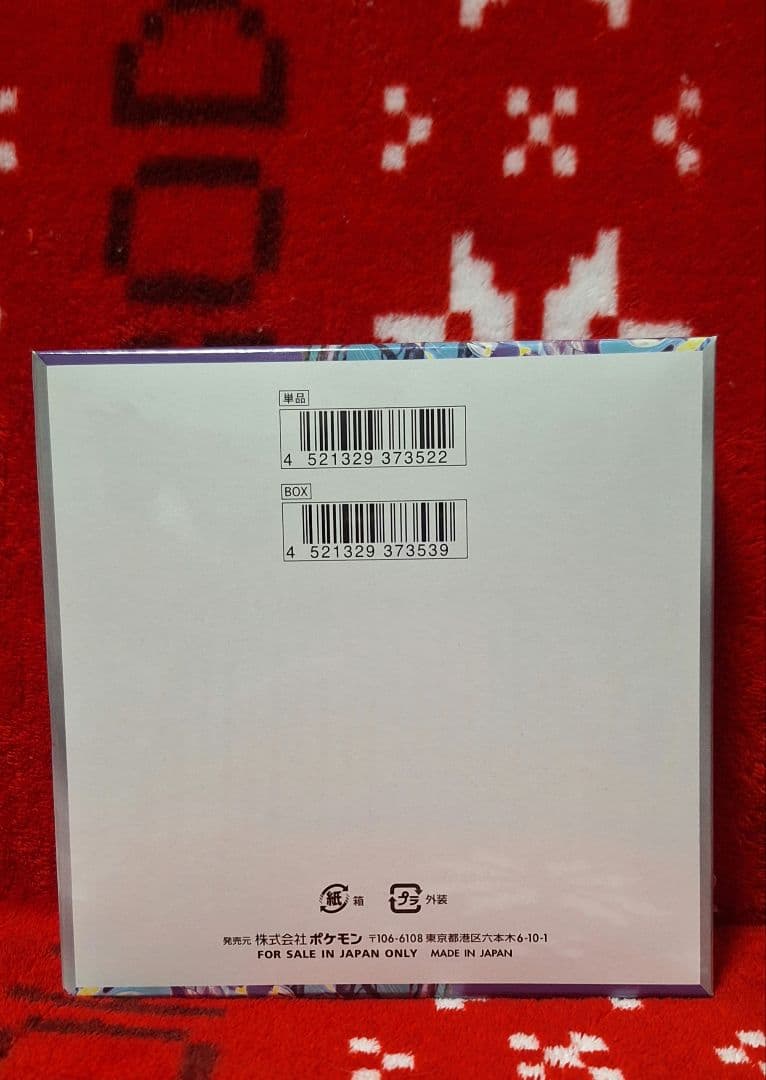 単品
4 521329 373522
BOX
4 521329 373539
紙 箱 プラ 外装
発売元 株式会社 ポケモン 〒106-6108 東京都港区六本木6-10-1
FOR SALE IN JAPAN ONLY MADE IN JAPAN